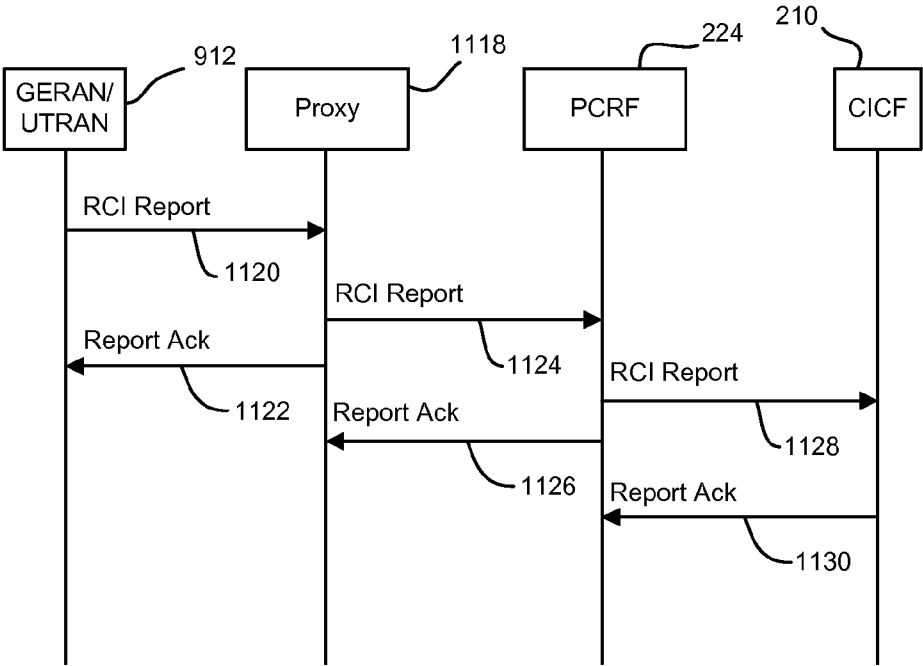 912
1118
224
210
GERAN/
UTRAN
Proxy
PCRF
CICF
RCI Report
1120
RCI Report
Report Ack
1124
RCI Report
1122
Report Ack
1128
1126
Report Ack
1130